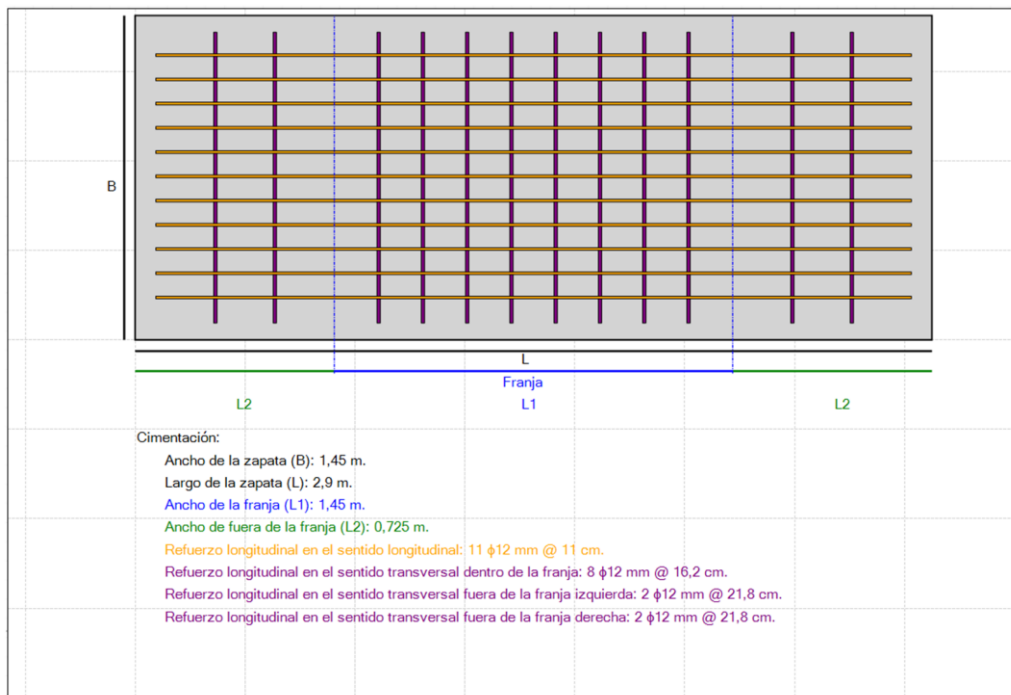 B
L
Franja
L2
L1
L2
Cimentación:
Ancho de la zapata (B): 1,45 m.
Largo de la zapata (L): 2,9 m.
Ancho de la franja (L1): 1,45 m.
Ancho de fuera de la franja (L2): 0,725 m.
Refuerzo longitudinal en el sentido longitudinal: 11 ϕ12 mm @ 11 cm.
Refuerzo longitudinal en el sentido transversal dentro de la franja: 8 ϕ12 mm @ 16,2 cm.
Refuerzo longitudinal en el sentido transversal fuera de la franja izquierda: 2 ϕ12 mm @ 21,8 cm.
Refuerzo longitudinal en el sentido transversal fuera de la franja derecha: 2 ϕ12 mm @ 21,8 cm.